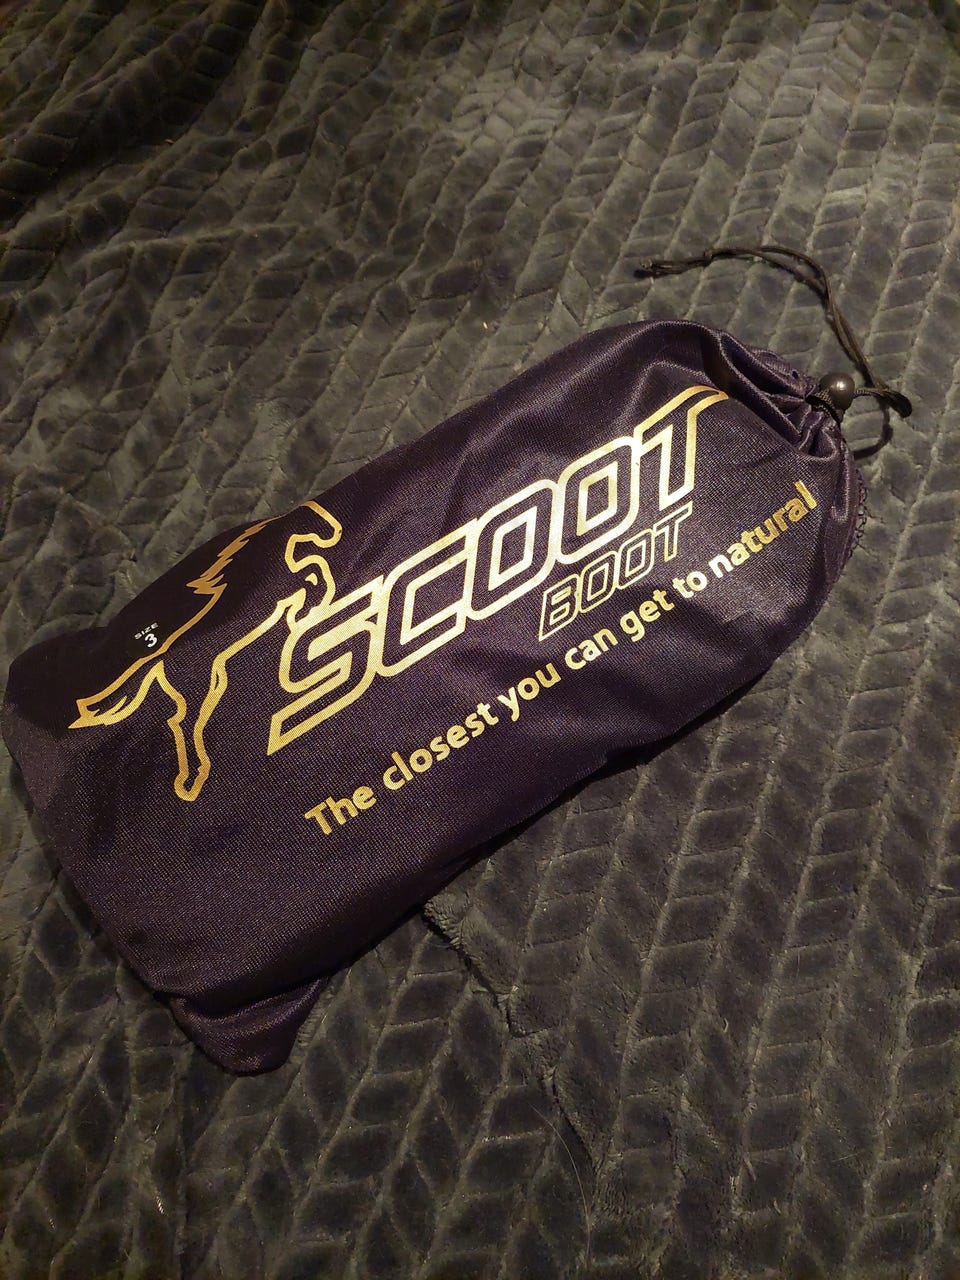 SCOOT
BOOT
The closest you can get to natural
SIZE
3